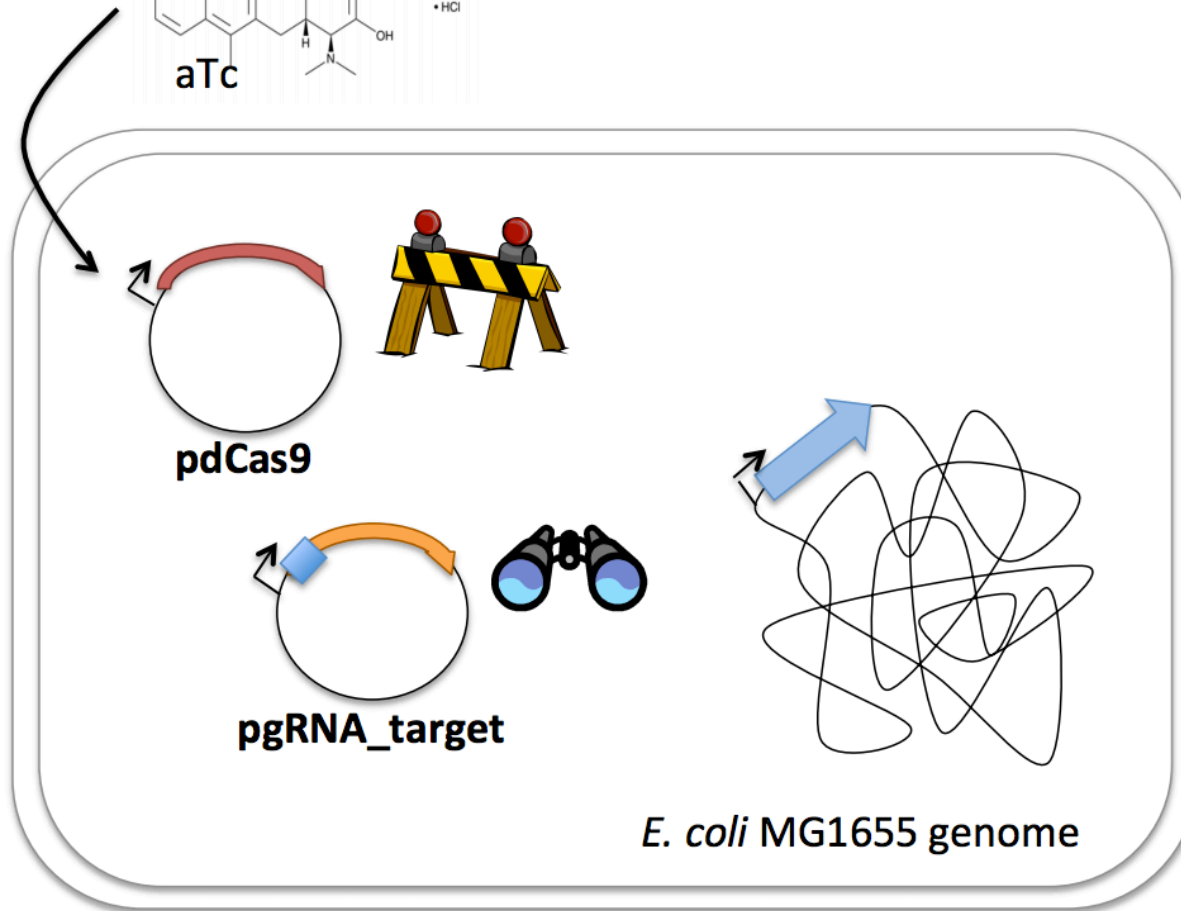 • HCl
H
OH
N
aTc
pdCas9
pgRNA_target
E. coli MG1655 genome